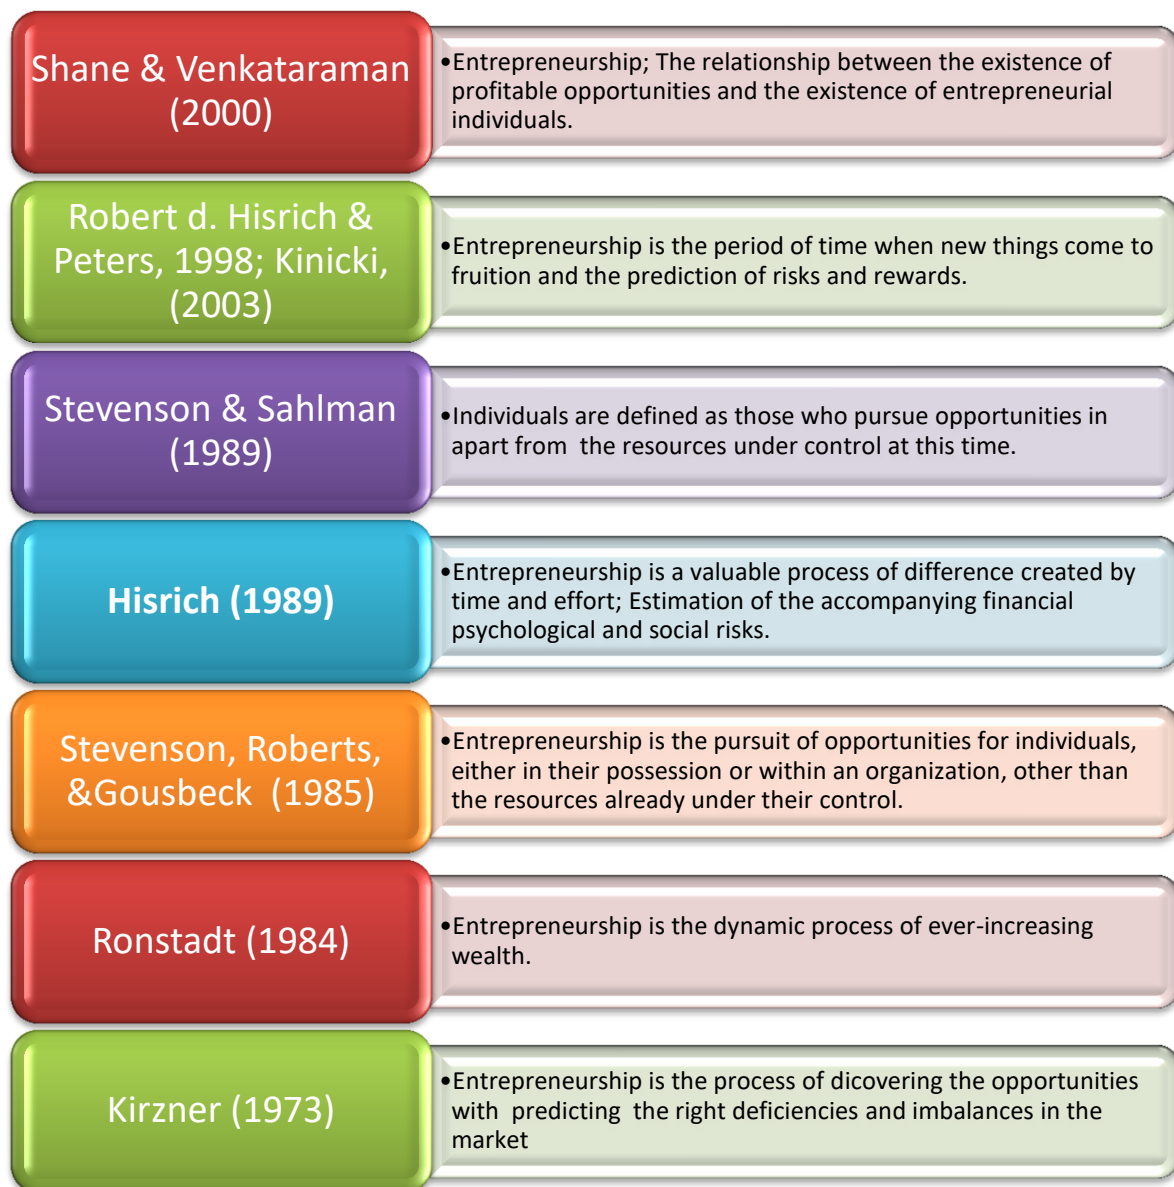 Shane & Venkataraman
(2000)
•Entrepreneurship; The relationship between the existence of
profitable opportunities and the existence of entrepreneurial
individuals.
Robert d. Hisrich &
Peters, 1998; Kinicki,
(2003)
•Entrepreneurship is the period of time when new things come to
fruition and the prediction of risks and rewards.
Stevenson & Sahlman
(1989)
•Individuals are defined as those who pursue opportunities in
apart from  the resources under control at this time.
Hisrich (1989)
•Entrepreneurship is a valuable process of difference created by
time and effort; Estimation of the accompanying financial
psychological and social risks.
Stevenson, Roberts,
&Gousbeck  (1985)
•Entrepreneurship is the pursuit of opportunities for individuals,
either in their possession or within an organization, other than
the resources already under their control.
Ronstadt (1984)
•Entrepreneurship is the dynamic process of ever-increasing
wealth.
Kirzner (1973)
•Entrepreneurship is the process of dicovering the opportunities
with  predicting  the right deficiencies and imbalances in the
market